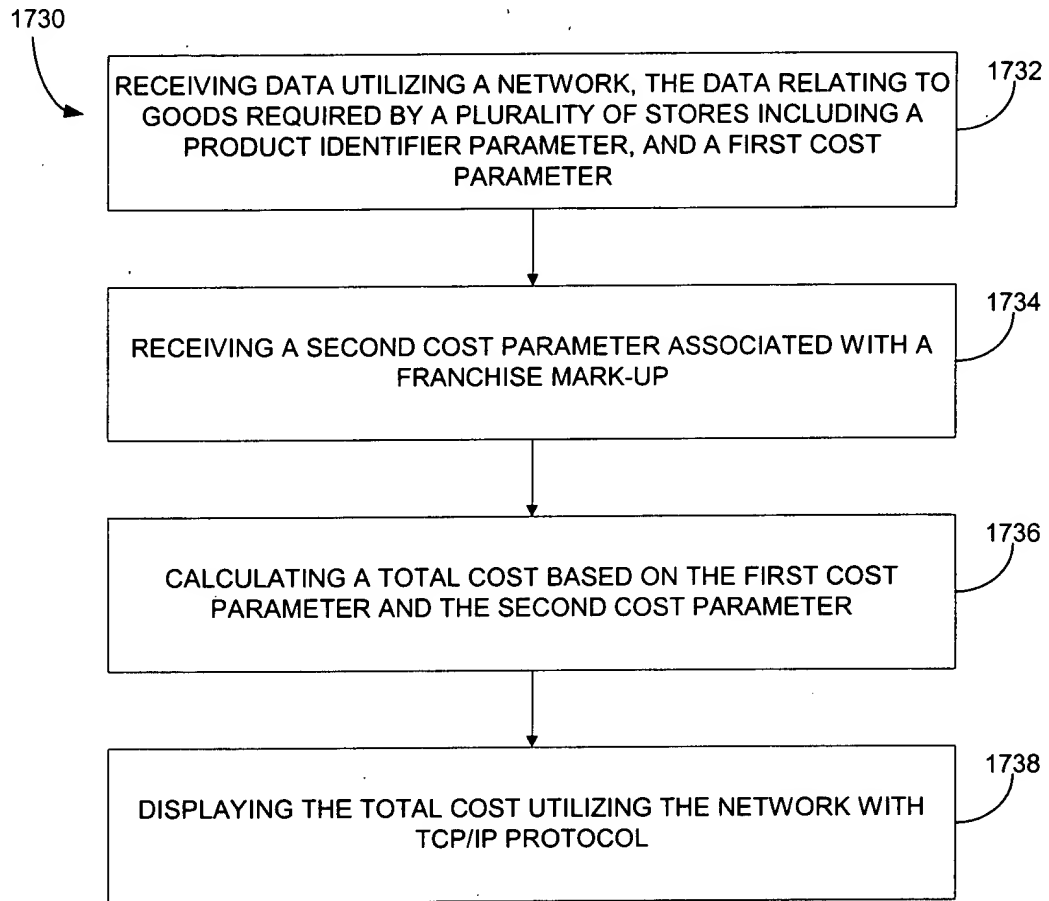 1730
RECEIVING DATA UTILIZING A NETWORK, THE DATA RELATING TO
GOODS REQUIRED BY A PLURALITY OF STORES INCLUDING A
PRODUCT IDENTIFIER PARAMETER, AND A FIRST COST
PARAMETER
1732
RECEIVING A SECOND COST PARAMETER ASSOCIATED WITH A
FRANCHISE MARK-UP
1734
CALCULATING A TOTAL COST BASED ON THE FIRST COST
PARAMETER AND THE SECOND COST PARAMETER
1736
DISPLAYING THE TOTAL COST UTILIZING THE NETWORK WITH
TCP/IP PROTOCOL
1738